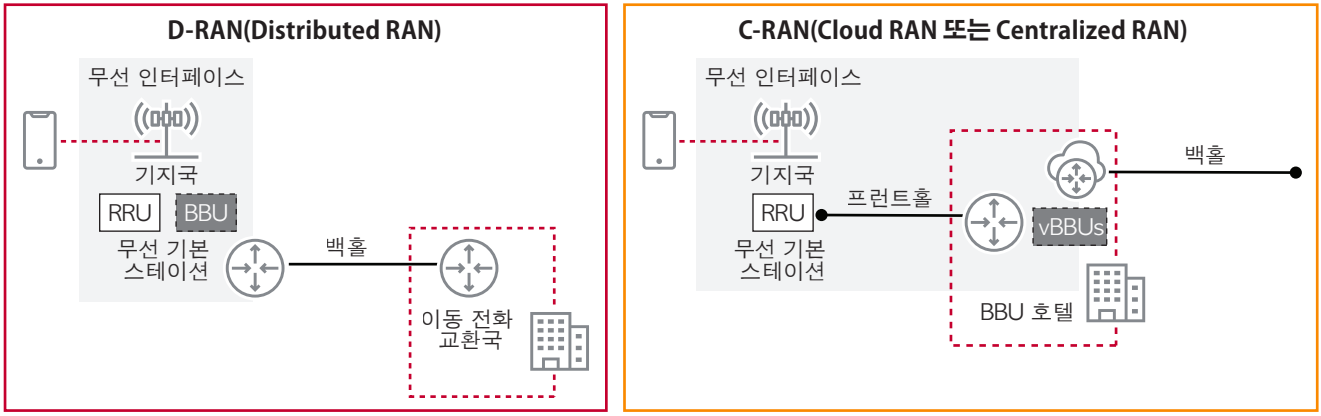 D-RAN(Distributed RAN)
무선 인터페이스
기지국
RRU
BBU
무선 기본
스테이션
백홀
이동 전화
교환국
C-RAN(Cloud RAN 또는 Centralized RAN)
무선 인터페이스
기지국
RRU
무선 기본
스테이션
프런트홀
백홀
vBBUs
BBU 호텔